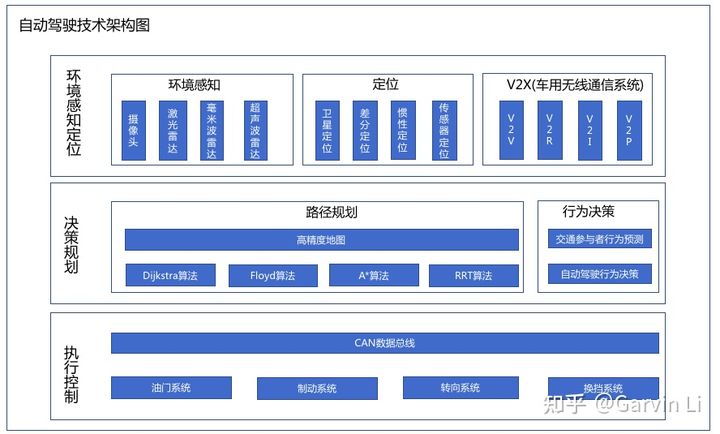 自动驾驶技术架构图
环境感知定位
环境感知
摄像头
激光雷达
毫米波雷达
超声波雷达
定位
卫星定位
差分定位
惯性定位
传感器定位
V2X(车用无线通信系统)
V2V
V2R
V2I
V2P
决策规划
路径规划
高精度地图
Dijkstra算法
Floyd算法
A*算法
RRT算法
行为决策
交通参与者行为预测
自动驾驶行为决策
执行控制
CAN数据总线
油门系统
制动系统
转向系统
换挡系统
知乎 @Garvin Li